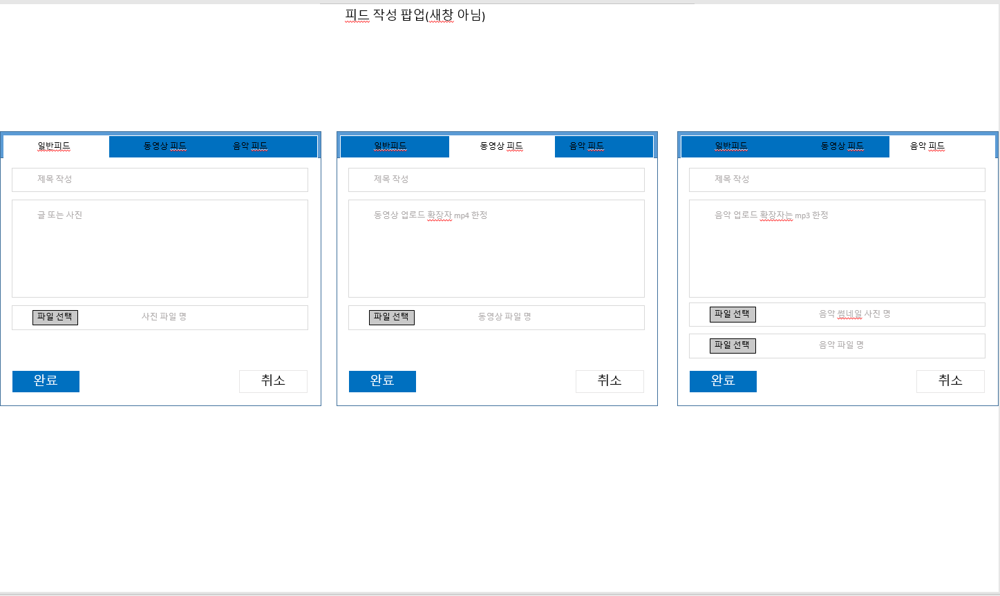 피드 작성 팝업(새창 아님)
일반피드 동영상 피드 음악 피드
제목 작성
글 또는 사진
파일 선택 사진 파일 명
완료 취소
일반피드 동영상 피드 음악 피드
제목 작성
동영상 업로드 확장자 mp4 한정
파일 선택 동영상 파일 명
완료 취소
일반피드 동영상 피드 음악 피드
제목 작성
음악 업로드 확장자는 mp3 한정
파일 선택 음악 썸네일 사진 명
파일 선택 음악 파일 명
완료 취소